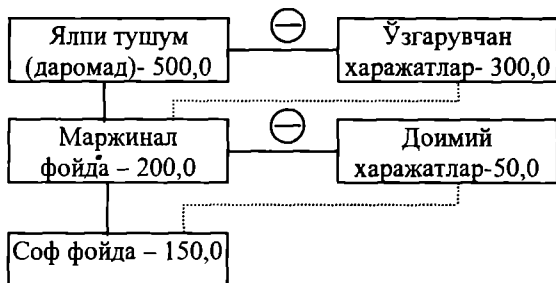 Ялпи тушум
(даромад)- 500,0
Ўзгарувчан
харажатлар- 300,0
Маржинал
фойда – 200,0
Доимий
харажатлар-50,0
Соф фойда – 150,0